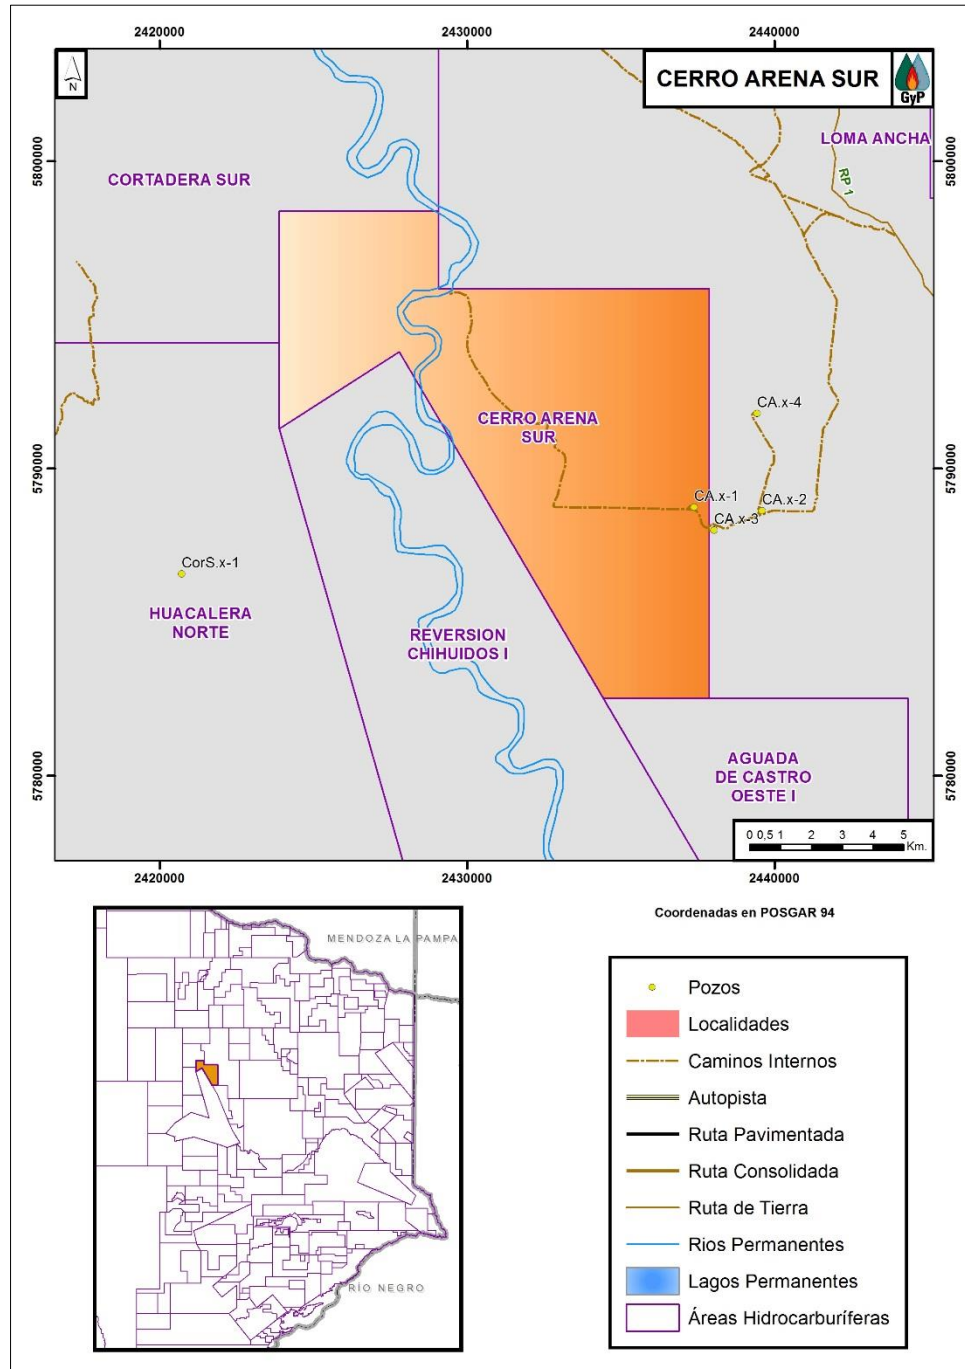 2420000
2430000
2440000
N
CERRO ARENA SUR
GyP
LOMA ANCHA
RP 1
CORTADERA SUR
5800000
5800000
CERRO ARENA
SUR
CA.x-4
CA.x-1
CA.x-2
CA.x-3
5790000
5790000
CorS.x-1
HUACALERA
NORTE
REVERSION
CHIHUIDOS I
AGUADA
DE CASTRO
OESTE I
5780000
5780000
0 0,5 1 2 3 4 5
Km.
2420000
2430000
2440000
Coordenadas en POSGAR 94
MENDOZA LA PAMPA
RÍO NEGRO
Pozos
Localidades
Caminos Internos
Autopista
Ruta Pavimentada
Ruta Consolidada
Ruta de Tierra
Rios Permanentes
Lagos Permanentes
Áreas Hidrocarburíferas